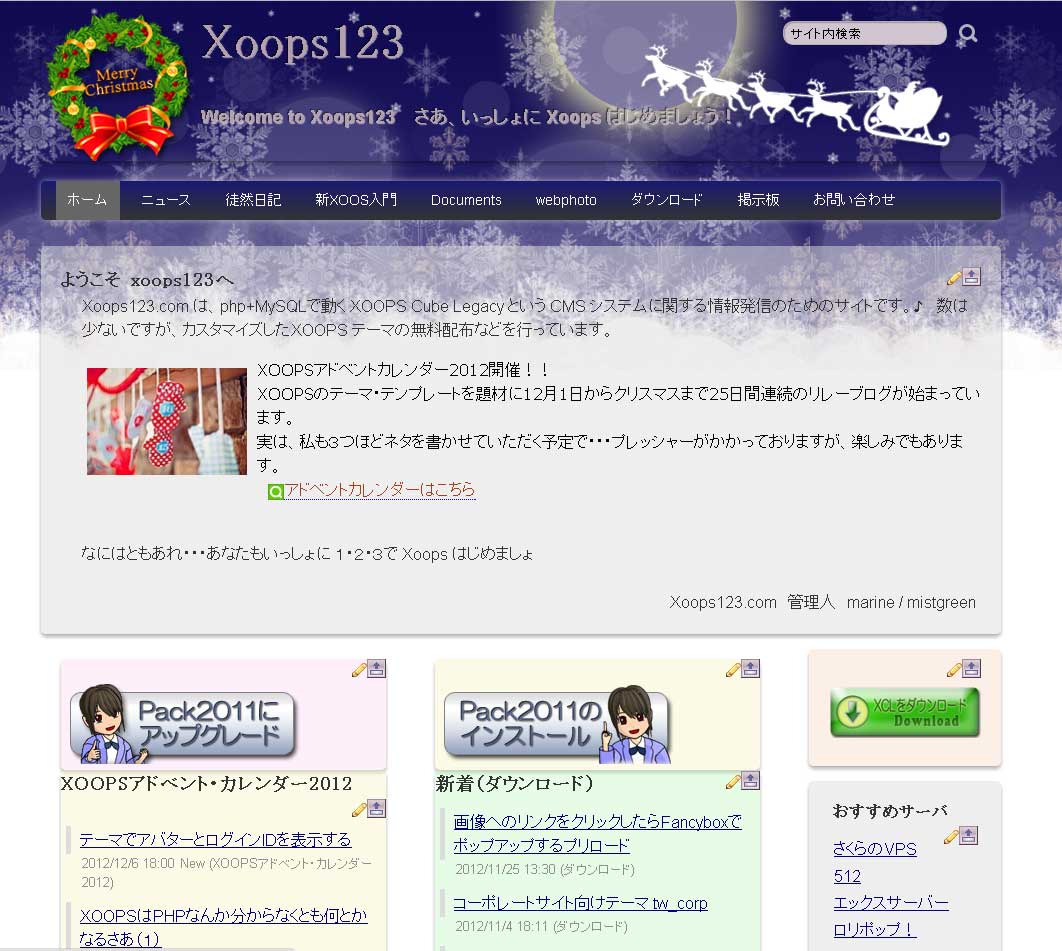 Merry
Christmas
Xoops123
サイト内検索
Welcome to Xoops123　さあ、いっしょに Xoops はじめましょう！
ホーム ニュース 徒然日記 新XOOS入門 Documents webphoto ダウンロード 掲示板 お問い合わせ
ようこそ xoops123へ
Xoops123.com は、php+MySQLで動く XOOPS Cube Legacy という CMS システムに関する情報発信のためのサイトです。♪　数は
少ないですが、カスタマイズしたXOOPS テーマの無料配布などを行っています。
XOOPSアドベントカレンダー2012開催！！
XOOPSのテーマ・テンプレートを題材に12月1日からクリスマスまで25日間連続のリレーブログが始まってい
ます。
実は、私も3つほどネタを書かせていただく予定で・・・プレッシャーがかかっておりますが、楽しみでもありま
す。
アドベントカレンダーはこちら
なにはともあれ・・・あなたもいっしょに 1・2・3で Xoops はじめましょ
Xoops123.com　管理人　marine / mistgreen
Pack2011に
アップグレード
XOOPSアドベント・カレンダー2012
テーマでアバターとログインIDを表示する
2012/12/6 18:00 New (XOOPSアドベント・カレンダー
2012)
XOOPSはPHPなんか分からなくとも何とか
なるさあ（1）
Pack2011の
インストール
新着（ダウンロード）
画像へのリンクをクリックしたらFancyboxで
ポップアップするプリロード
2012/11/25 13:30 (ダウンロード)
コーポレートサイト向けテーマ tw_corp
2012/11/4 18:11 (ダウンロード)
XCLをダウンロード
Download
おすすめサーバ
さくらのVPS
512
エックスサーバー
ロリポップ！